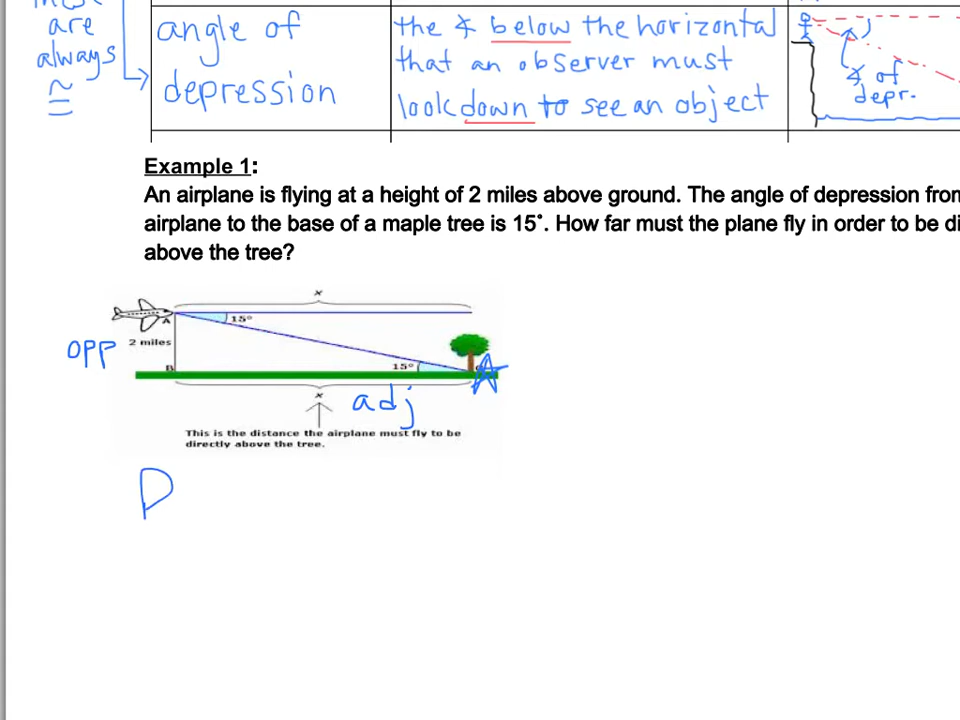 are
always
≅
angle of
depression
the ∡ below the horizontal
that an observer must
look down to see an object
∡ of
depr.
Example 1:
An airplane is flying at a height of 2 miles above ground. The angle of depression from
airplane to the base of a maple tree is 15°. How far must the plane fly in order to be di
above the tree?
x
15°
A
opp
2 miles
B
15°
x
adj
This is the distance the airplane must fly to be
directly above the tree.